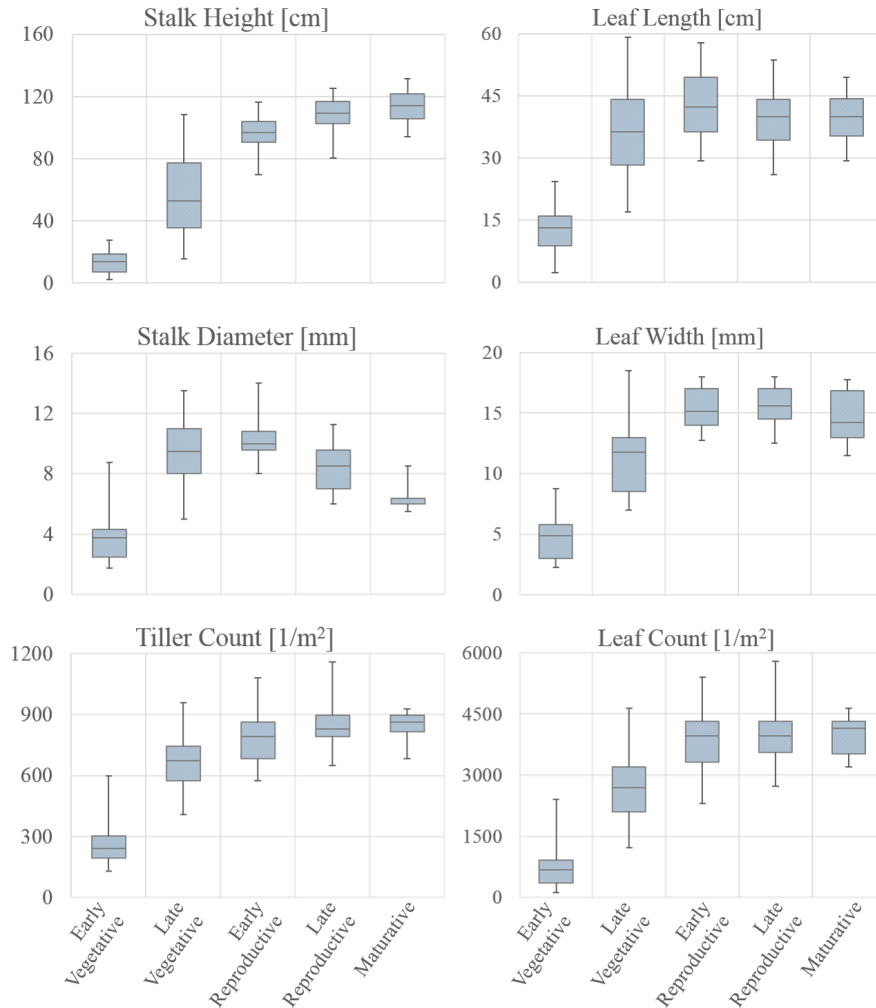 Stalk Height [cm]
160
120
80
40
0
Leaf Length [cm]
60
45
30
15
0
Stalk Diameter [mm]
16
12
8
4
0
Leaf Width [mm]
20
15
10
5
0
Tiller Count [1/m²]
1200
900
600
300
0
Early
Vegetative
Late
Vegetative
Early
Reproductive
Late
Reproductive
Maturative
Leaf Count [1/m²]
6000
4500
3000
1500
0
Early
Vegetative
Late
Vegetative
Early
Reproductive
Late
Reproductive
Maturative